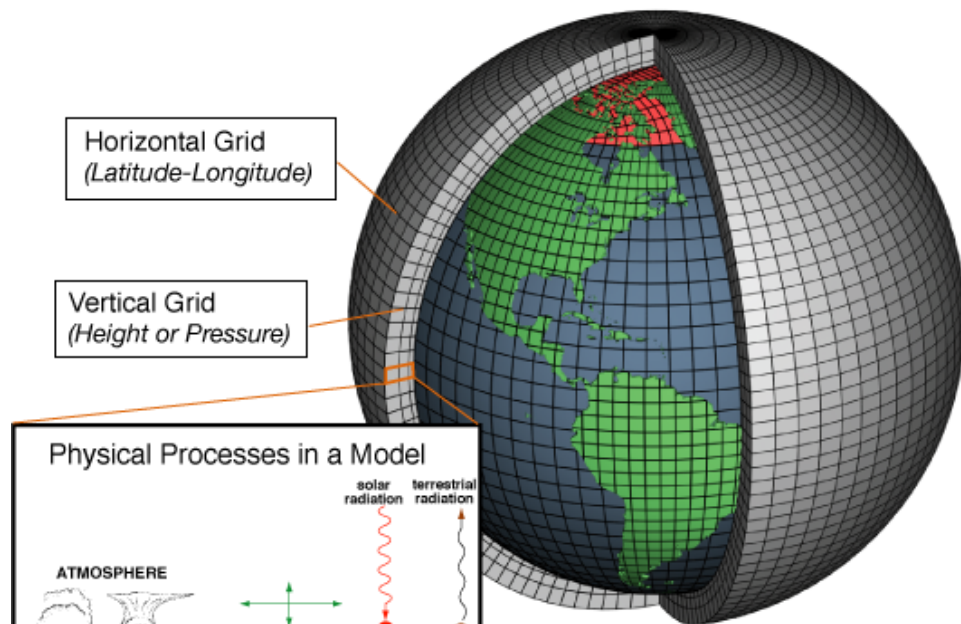 Horizontal Grid
(Latitude-Longitude)
Vertical Grid
(Height or Pressure)
Physical Processes in a Model
solar terrestrial
radiation radiation
ATMOSPHERE